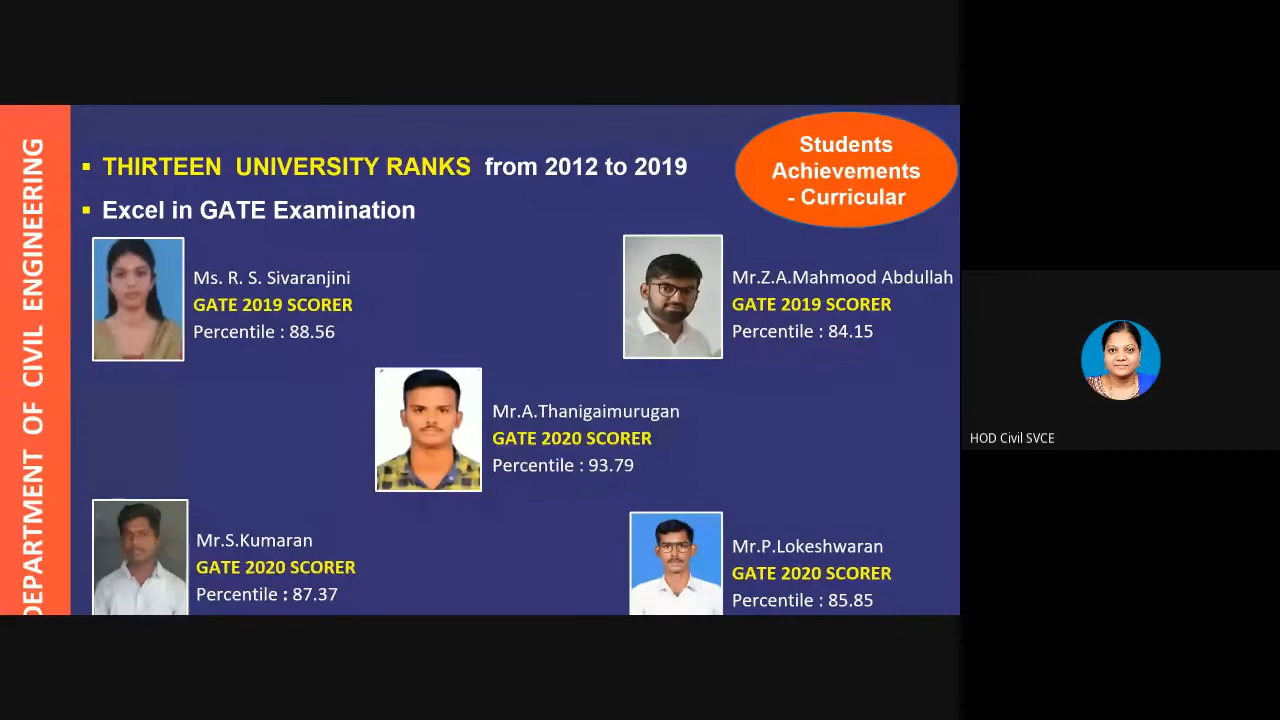 DEPARTMENT OF CIVIL ENGINEERING
▪ THIRTEEN UNIVERSITY RANKS from 2012 to 2019
▪ Excel in GATE Examination
Students
Achievements
- Curricular
Ms. R. S. Sivaranjini
GATE 2019 SCORER
Percentile : 88.56
Mr.Z.A.Mahmood Abdullah
GATE 2019 SCORER
Percentile : 84.15
Mr.A.Thanigaimurugan
GATE 2020 SCORER
Percentile : 93.79
Mr.S.Kumaran
GATE 2020 SCORER
Percentile : 87.37
Mr.P.Lokeshwaran
GATE 2020 SCORER
Percentile : 85.85
HOD Civil SVCE